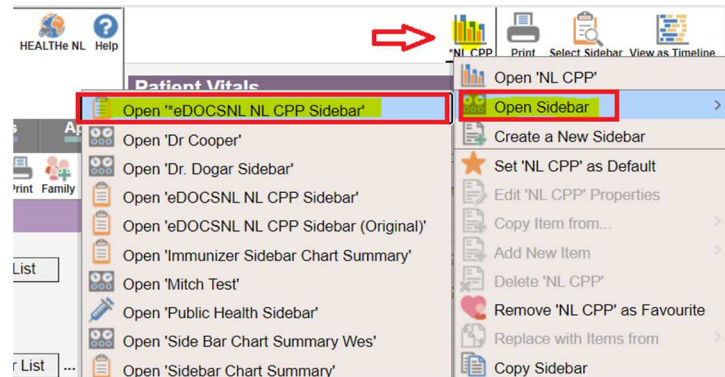 HEALTHe NL
Help
*NL CPP
Print
Select Sidebar
View as Timeline
Patient Vitals
Open 'NL CPP'
Open Sidebar
Create a New Sidebar
Set 'NL CPP' as Default
Edit 'NL CPP' Properties
Copy Item from...
Add New Item
Delete 'NL CPP'
Remove 'NL CPP' as Favourite
Replace with Items from
Copy Sidebar
Open '*eDOCSNL NL CPP Sidebar'
Open 'Dr Cooper'
Open 'Dr. Dogar Sidebar'
Open 'eDOCSNL NL CPP Sidebar'
Open 'eDOCSNL NL CPP Sidebar (Original)'
Open 'Immunizer Sidebar Chart Summary'
Open 'Mitch Test'
Open 'Public Health Sidebar'
Open 'Side Bar Chart Summary Wes'
Open 'Sidebar Chart Summary'
s
Ap
Print
Family
List
r List
...